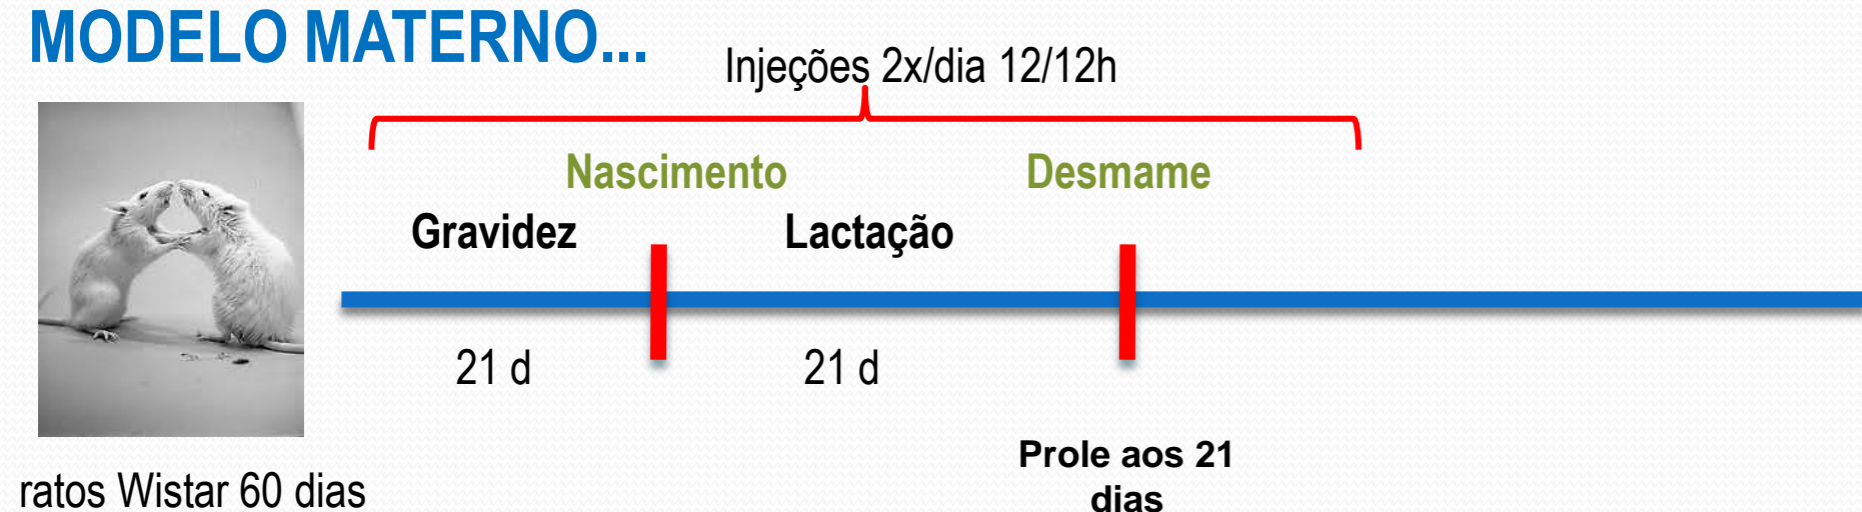 MODELO MATERNO...
Injeções 2x/dia 12/12h
Nascimento
Desmame
Gravidez
Lactação
21 d
21 d
Prole aos 21
dias
ratos Wistar 60 dias